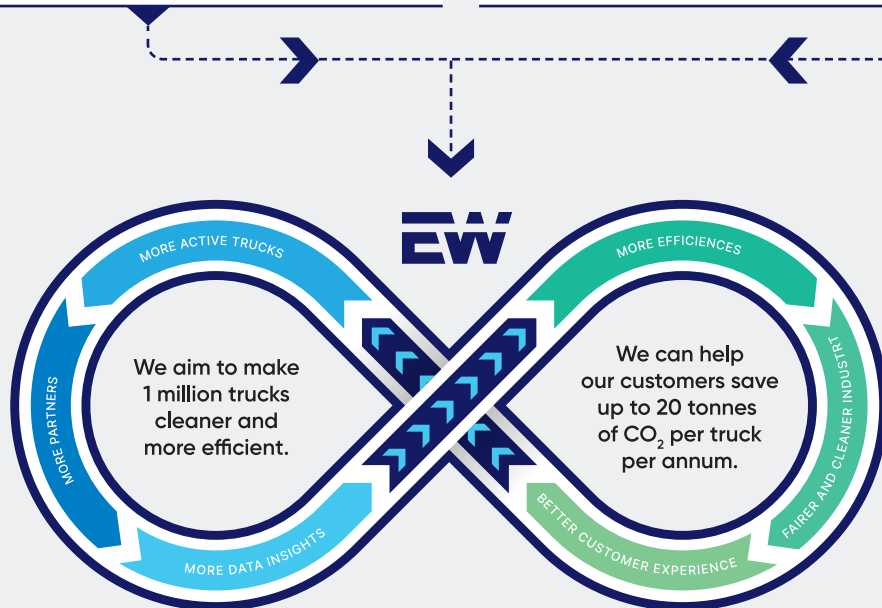 EW
MORE ACTIVE TRUCKS
MORE PARTNERS
MORE DATA INSIGHTS
We aim to make
1 million trucks
cleaner and
more efficient.
MORE EFFICIENCES
FAIRER AND CLEANER INDUSTRT
BETTER CUSTOMER EXPERIENCE
We can help
our customers save
up to 20 tonnes
of CO₂ per truck
per annum.